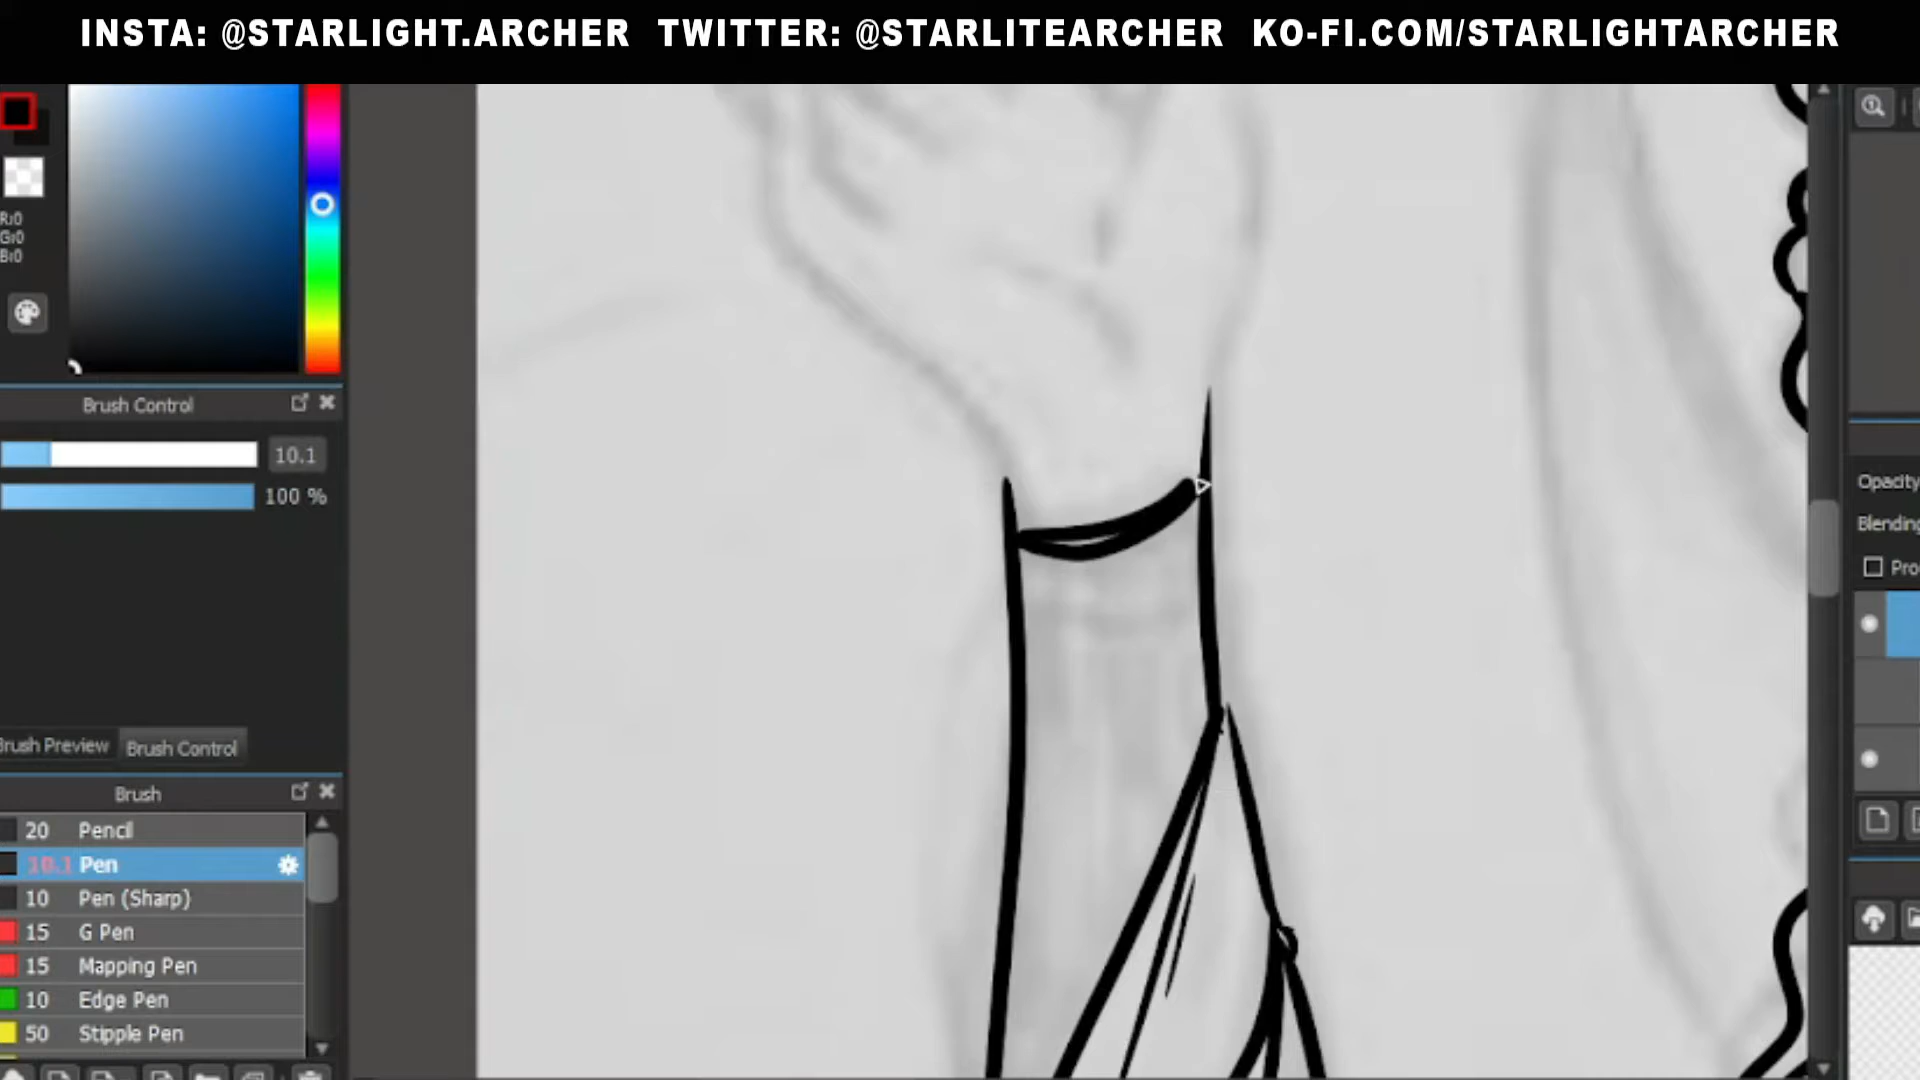 INSTA: @STARLIGHT.ARCHER TWITTER: @STARLITEARCHER KO-FI.COM/STARLIGHTARCHER
R:0
G:0
B:0
Brush Control
10.1
100 %
Brush Preview Brush Control
Brush
20 Pencil
10.1 Pen
10 Pen (Sharp)
15 G Pen
15 Mapping Pen
10 Edge Pen
50 Stipple Pen
Opacity
Blending
Pro